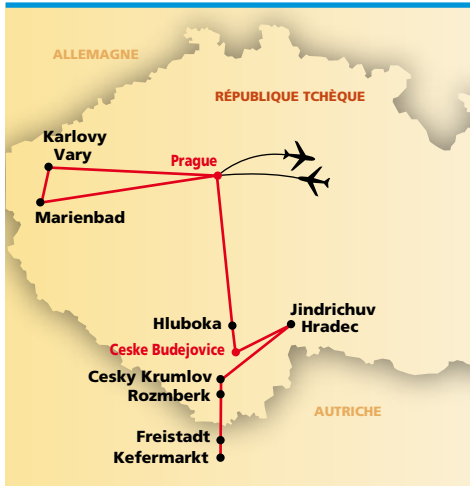 ALLEMAGNE
RÉPUBLIQUE TCHÈQUE
Karlovy
Vary
Prague
Marienbad
Hluboka
Jindrichuv
Hradec
Ceske Budejovice
Cesky Krumlov
Rozmberk
AUTRICHE
Freistadt
Kefermarkt